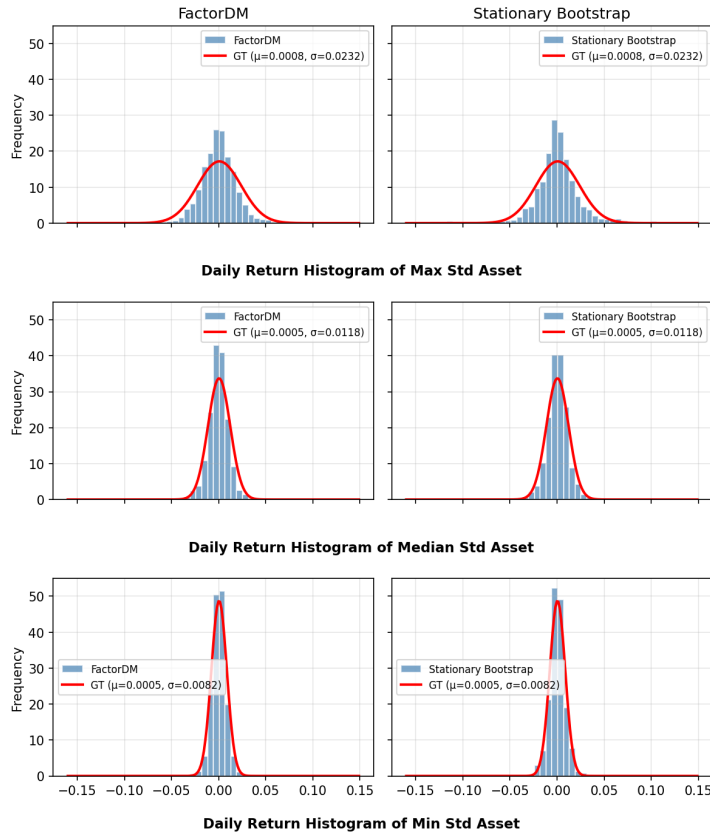 FactorDM
Stationary Bootstrap
Frequency
50
40
30
20
10
0
FactorDM
GT (μ=0.0008, σ=0.0232)
Stationary Bootstrap
GT (μ=0.0008, σ=0.0232)
Daily Return Histogram of Max Std Asset
Frequency
50
40
30
20
10
0
FactorDM
GT (μ=0.0005, σ=0.0118)
Stationary Bootstrap
GT (μ=0.0005, σ=0.0118)
Daily Return Histogram of Median Std Asset
Frequency
50
40
30
20
10
0
FactorDM
GT (μ=0.0005, σ=0.0082)
Stationary Bootstrap
GT (μ=0.0005, σ=0.0082)
−0.15 −0.10 −0.05 0.00 0.05 0.10 0.15
−0.15 −0.10 −0.05 0.00 0.05 0.10 0.15
Daily Return Histogram of Min Std Asset